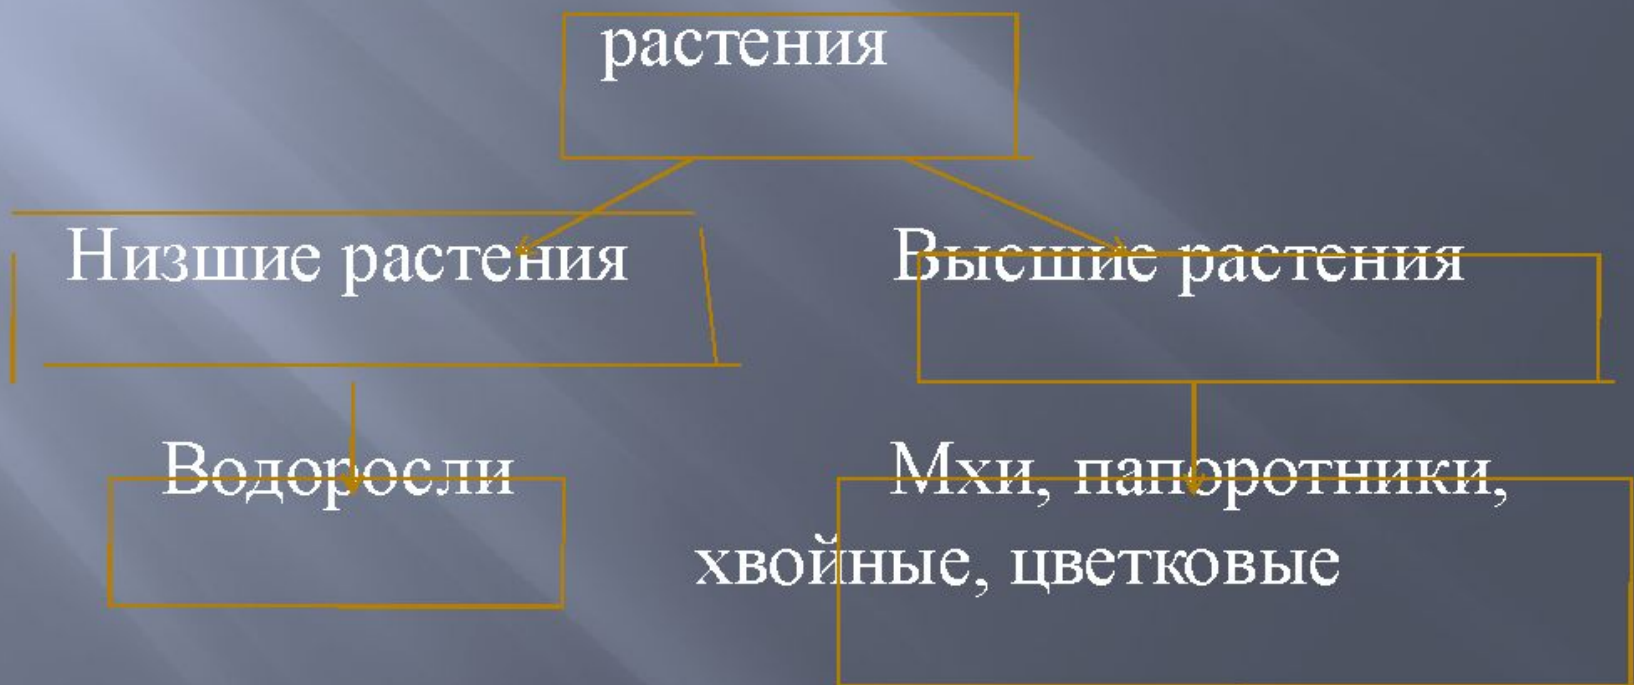 растения
Низшие растения
Высшие растения
Водоросли
Мхи, папоротники,
хвойные, цветковые